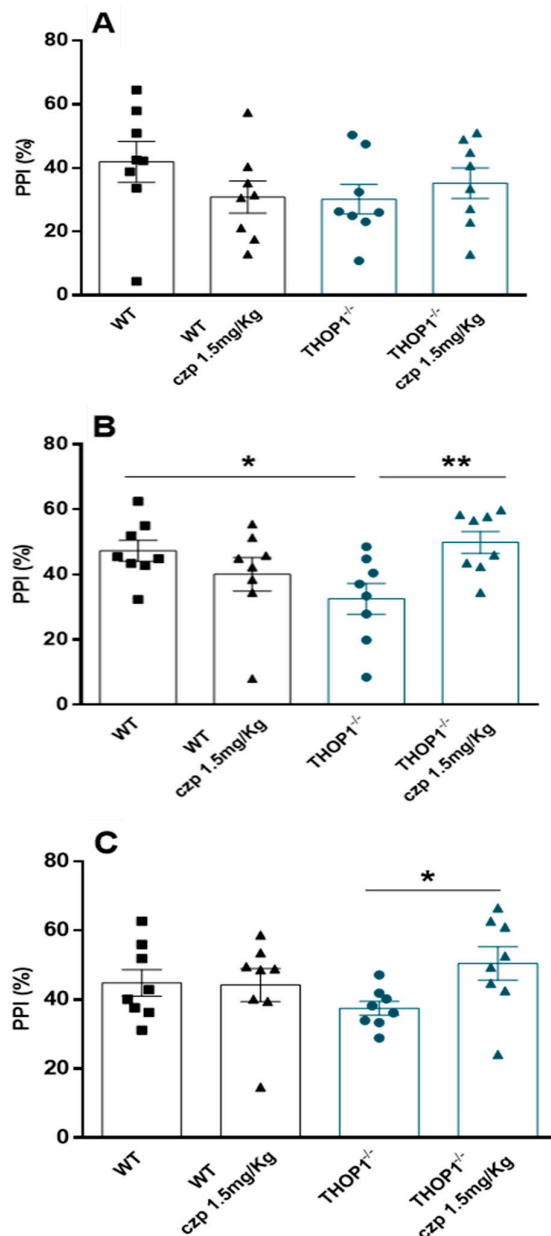 A
PPI (%)
80
60
40
20
0
WT
WT
czp 1.5mg/Kg
THOP1-/-
THOP1-/-
czp 1.5mg/Kg
B
PPI (%)
80
60
40
20
0
*
**
WT
WT
czp 1.5mg/Kg
THOP1-/-
THOP1-/-
czp 1.5mg/Kg
C
PPI (%)
80
60
40
20
0
*
WT
WT
czp 1.5mg/Kg
THOP1-/-
THOP1-/-
czp 1.5mg/Kg